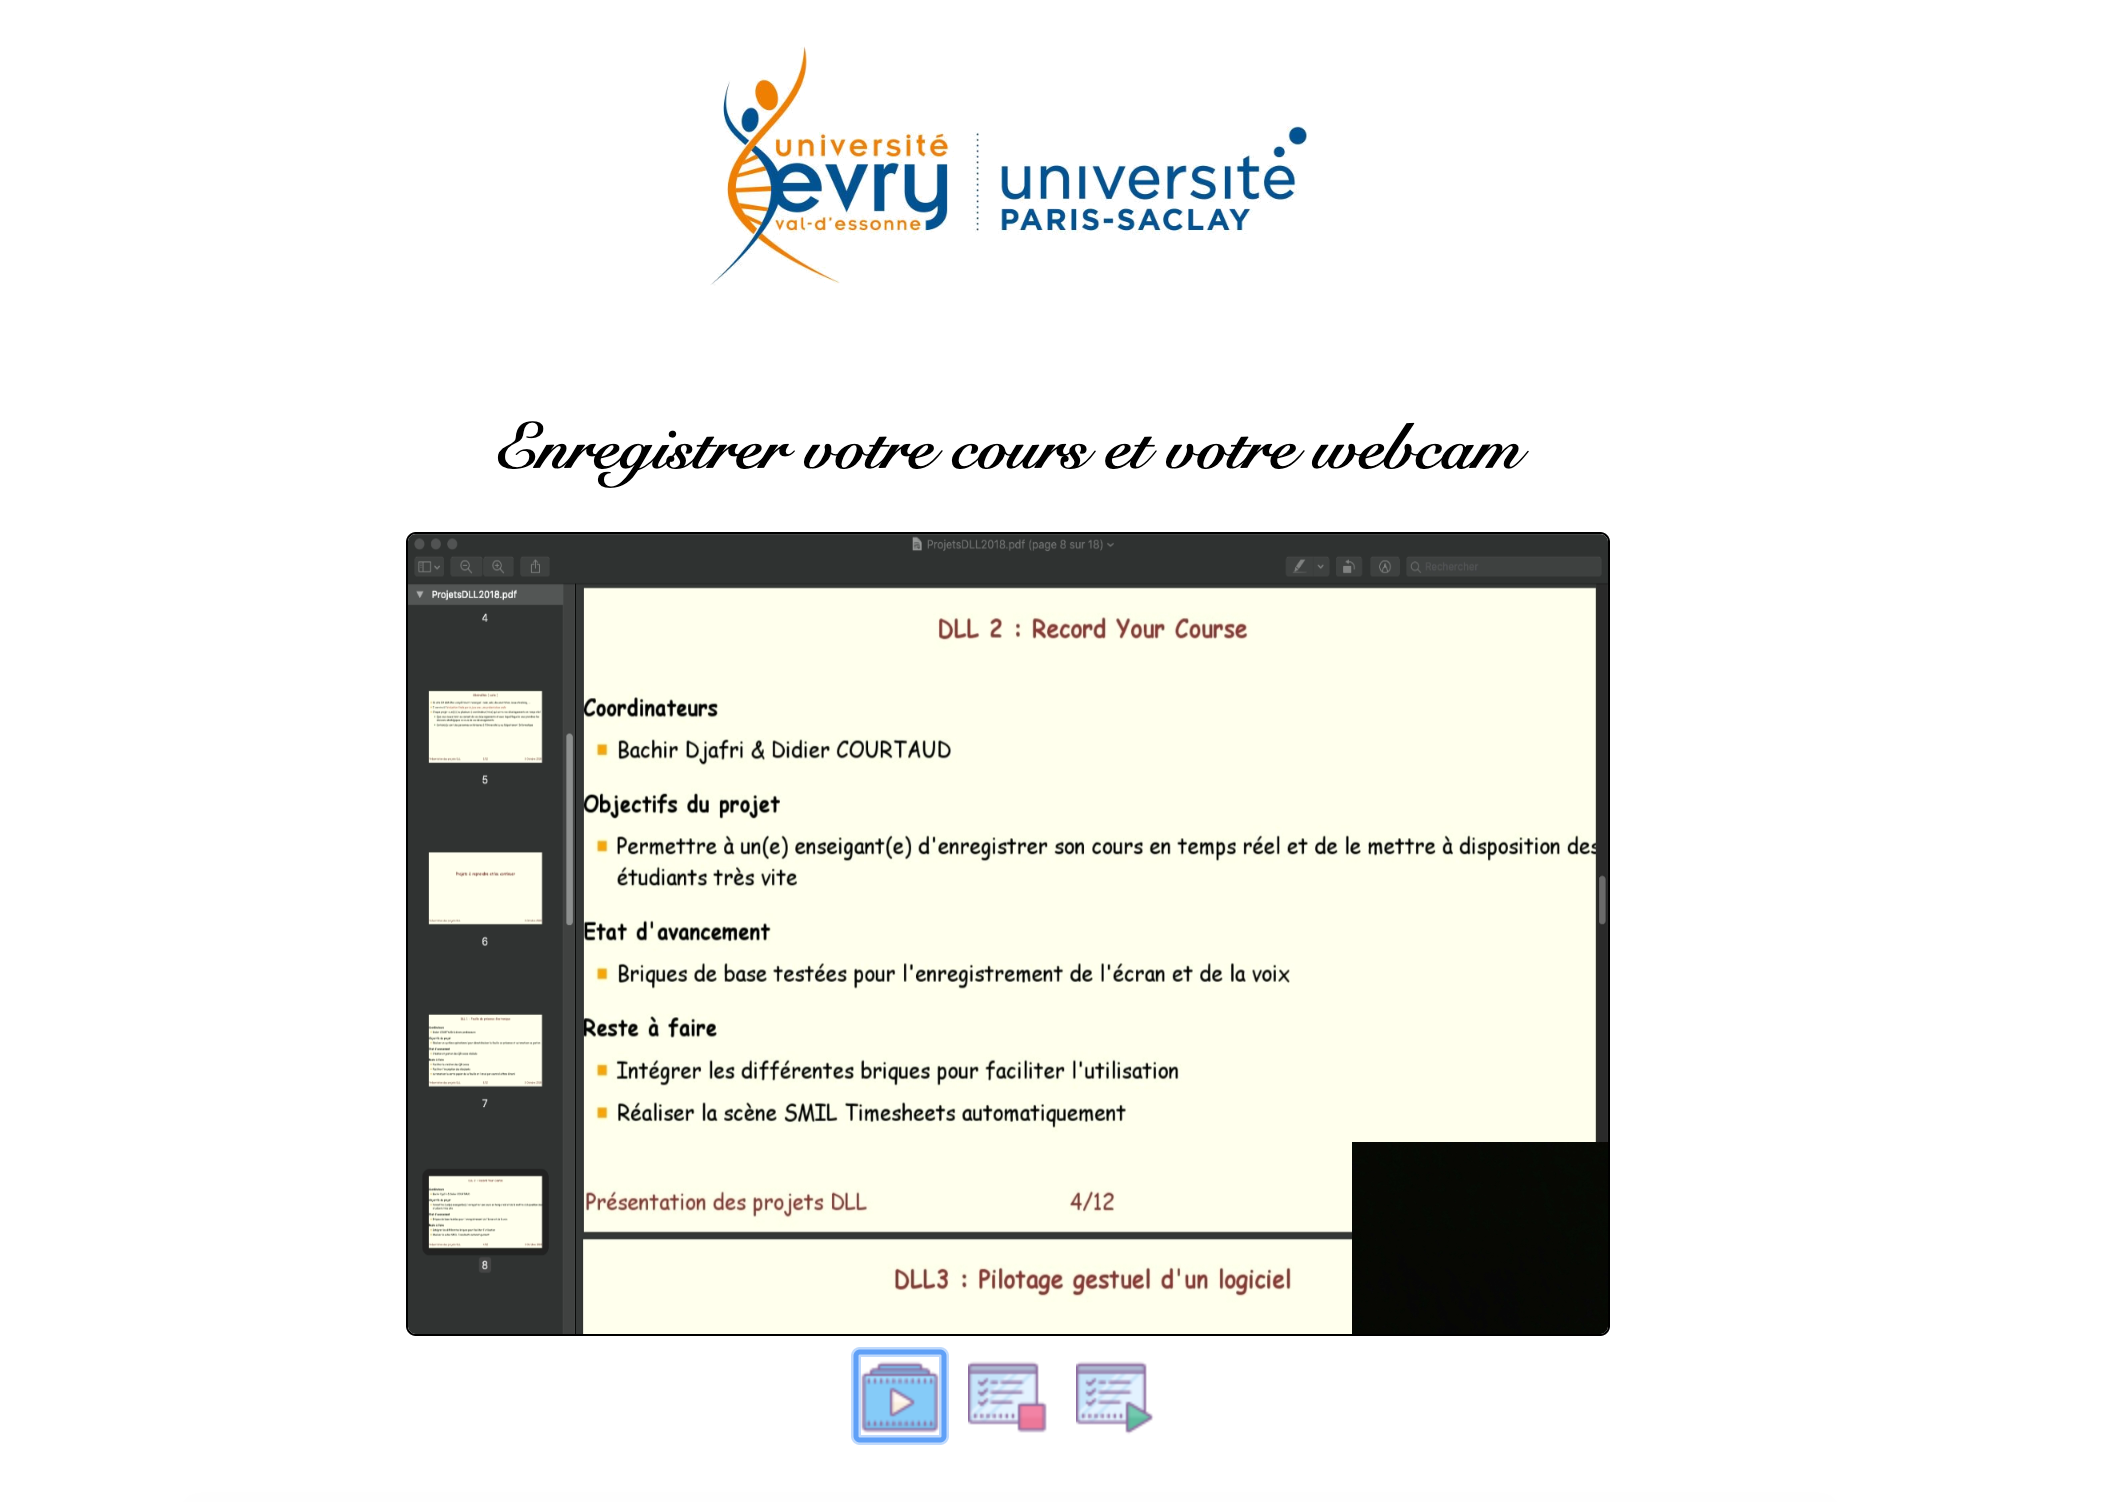 université
evry
val-d'essonne
université
PARIS-SACLAY
Enregistrer votre cours et votre webcam
ProjetsDLL2018.pdf (page 8 sur 18)
Rechercher
ProjetsDLL2018.pdf
4
5
6
7
8
DLL 2 : Record Your Course
Coordinateurs
Bachir Djafri & Didier COURTAUD
Objectifs du projet
Permettre à un(e) enseigant(e) d'enregistrer son cours en temps réel et de le mettre à disposition des
étudiants très vite
Etat d'avancement
Briques de base testées pour l'enregistrement de l'écran et de la voix
Reste à faire
Intégrer les différentes briques pour faciliter l'utilisation
Réaliser la scène SMIL Timesheets automatiquement
Présentation des projets DLL 4/12
DLL3 : Pilotage gestuel d'un logiciel